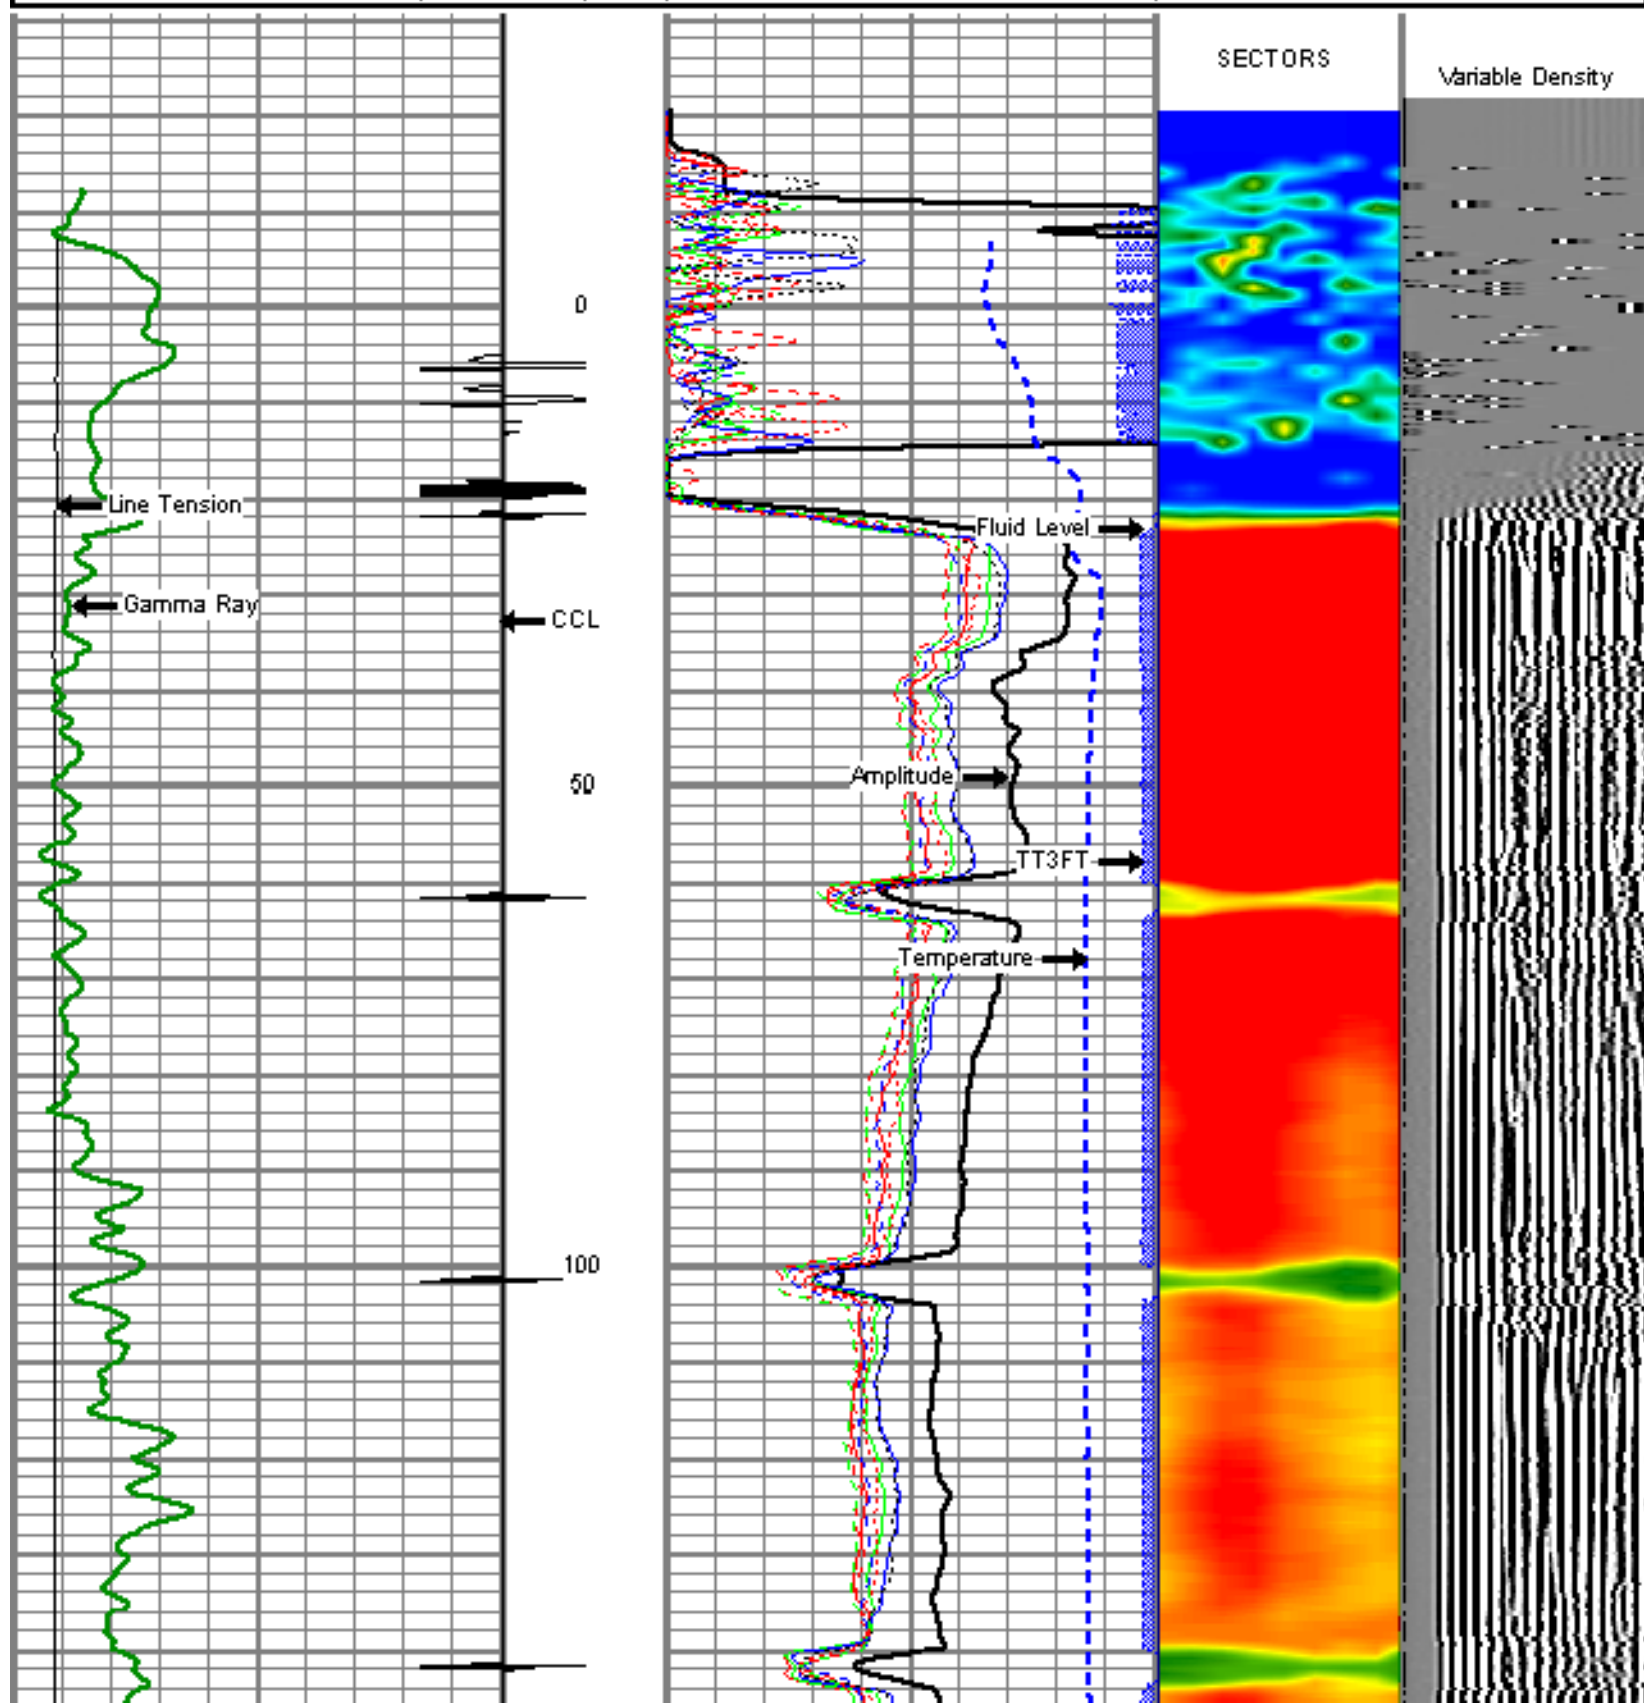 SECTORS
Variable Density
0
Line Tension
Fluid Level
Gamma Ray
CCL
50
Amplitude
TT3FT
Temperature
100